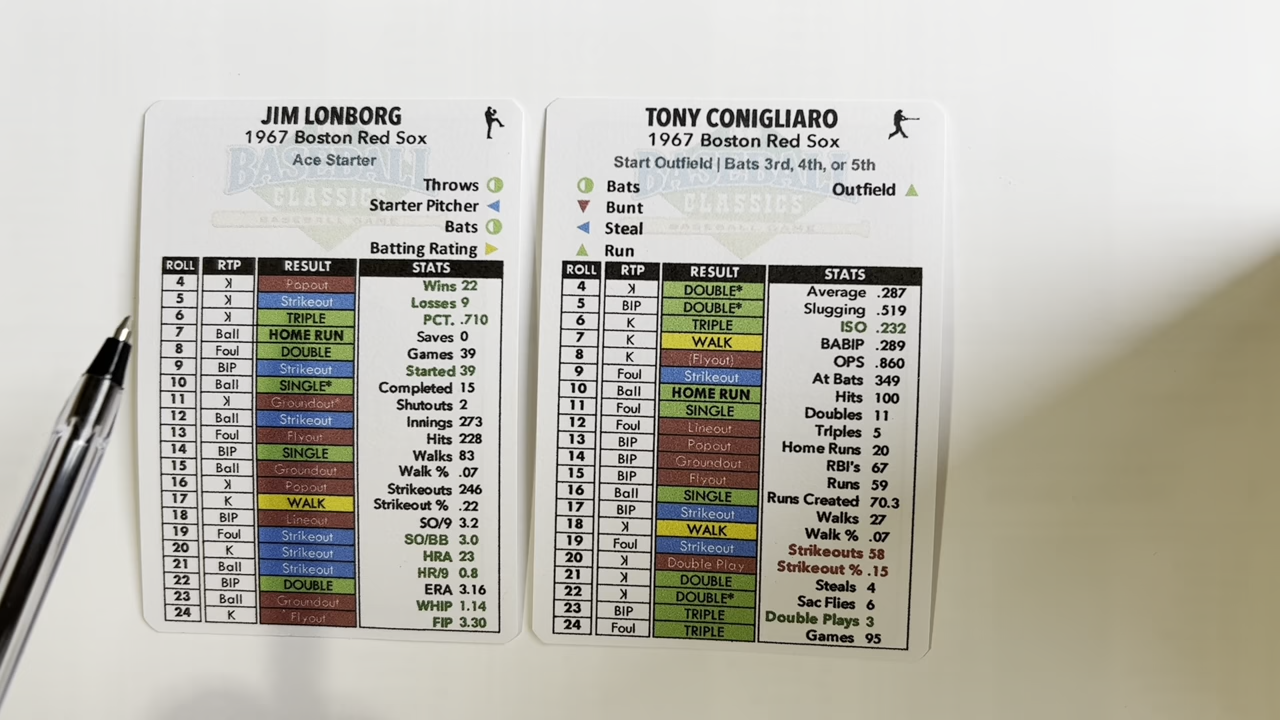 JIM LONBORG
1967 Boston Red Sox
Ace Starter
BASEBALL
CLASSICS
BASEBALL GAME
Throws
Starter Pitcher
Bats
Batting Rating
ROLL RTP RESULT STATS
4 ꓘ Popout Wins 22
5 ꓘ Strikeout Losses 9
6 ꓘ TRIPLE PCT. .710
7 Ball HOME RUN Saves 0
8 Foul DOUBLE Games 39
9 BIP Strikeout Started 39
10 Ball SINGLE* Completed 15
11 ꓘ Groundout* Shutouts 2
12 Ball Strikeout Innings 273
13 Foul Flyout Hits 228
14 BIP SINGLE Walks 83
15 Ball Groundout Walk % .07
16 ꓘ Popout Strikeouts 246
17 K WALK Strikeout % .22
18 BIP Lineout SO/9 3.2
19 Foul Strikeout SO/BB 3.0
20 K Strikeout HRA 23
21 Ball Strikeout HR/9 0.8
22 BIP DOUBLE ERA 3.16
23 Ball Groundout WHIP 1.14
24 K Flyout FIP 3.30
TONY CONIGLIARO
1967 Boston Red Sox
Start Outfield | Bats 3rd, 4th, or 5th
BASEBALL
CLASSICS
BASEBALL GAME
Bats Outfield
Bunt
Steal
Run
ROLL RTP RESULT STATS
4 ꓘ DOUBLE* Average .287
5 BIP DOUBLE* Slugging .519
6 K TRIPLE ISO .232
7 K WALK BABIP .289
8 K (Flyout) OPS .860
9 Foul Strikeout At Bats 349
10 Ball HOME RUN Hits 100
11 Foul SINGLE Doubles 11
12 Foul Lineout Triples 5
13 BIP Popout Home Runs 20
14 BIP Groundout RBI's 67
15 BIP Flyout Runs 59
16 Ball SINGLE Runs Created 70.3
17 BIP Strikeout Walks 27
18 ꓘ WALK Walk % .07
19 Foul Strikeout Strikeouts 58
20 ꓘ Double Play Strikeout % .15
21 ꓘ DOUBLE Steals 4
22 ꓘ DOUBLE* Sac Flies 6
23 BIP TRIPLE Double Plays 3
24 Foul TRIPLE Games 95